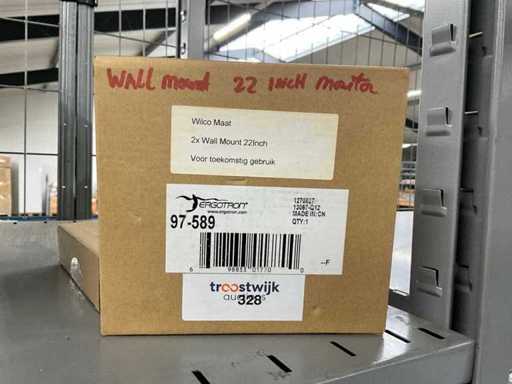 WALL mount 22 INCH monitor
Wilco Maat
2x Wall Mount 22Inch
Voor toekomstig gebruik
ERGOTRON
www.ergotron.com
97-589
MADE IN: CN
QTY:1
--F
troostwijk
328